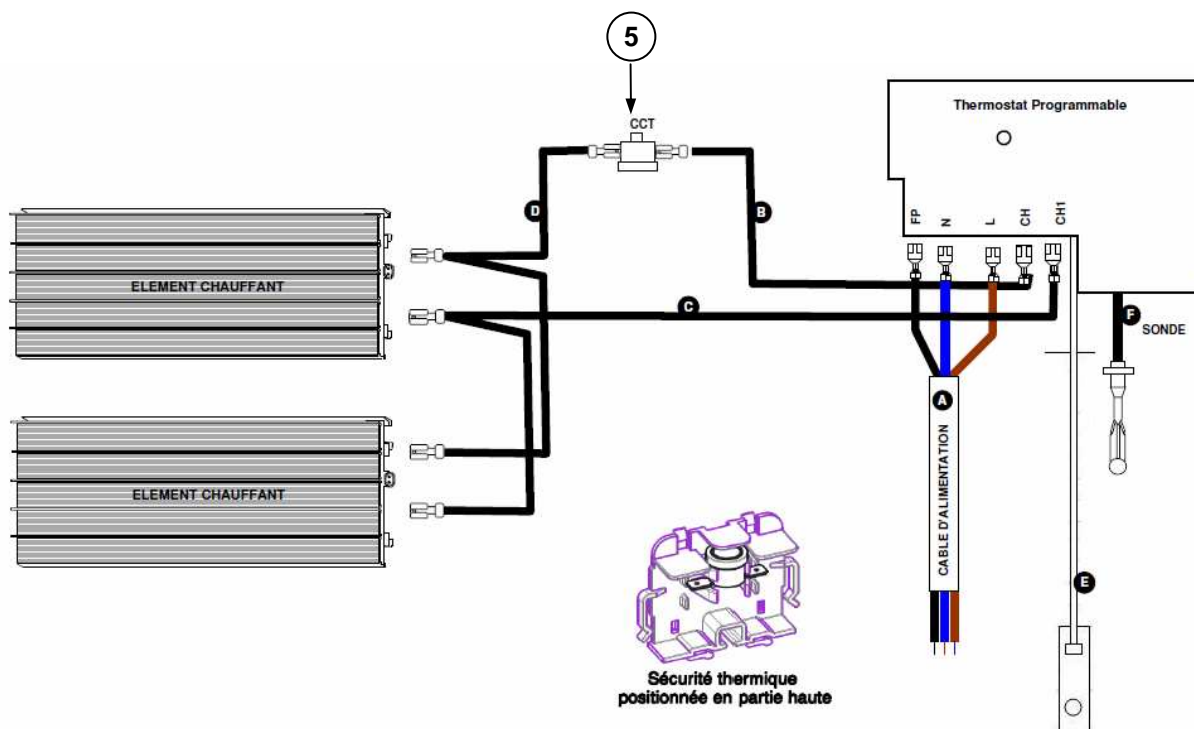 5
CCT
Thermostat Programmable
FP
N
L
CH
CH1
D
B
ELEMENT CHAUFFANT
C
F
SONDE
A
CABLE D'ALIMENTATION
ELEMENT CHAUFFANT
E
Sécurité thermique
positionnée en partie haute